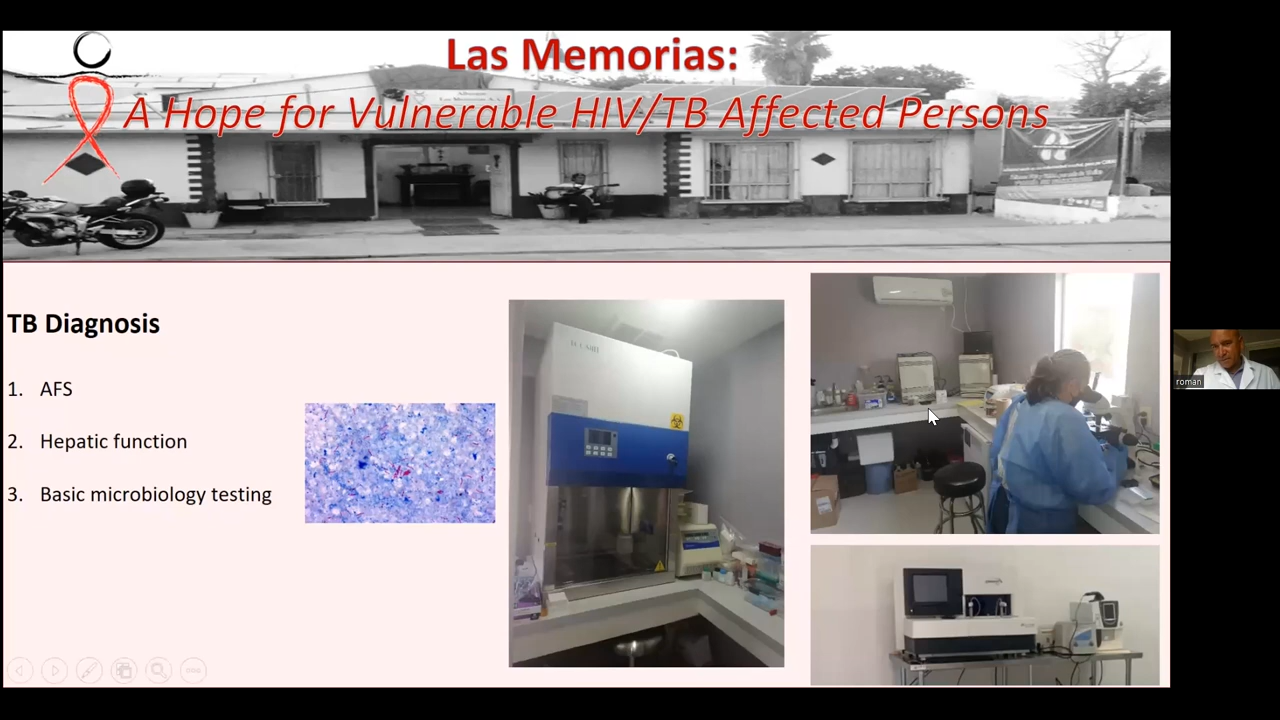 Las Memorias:
A Hope for Vulnerable HIV/TB Affected Persons
TB Diagnosis
1. AFS
2. Hepatic function
3. Basic microbiology testing
roman